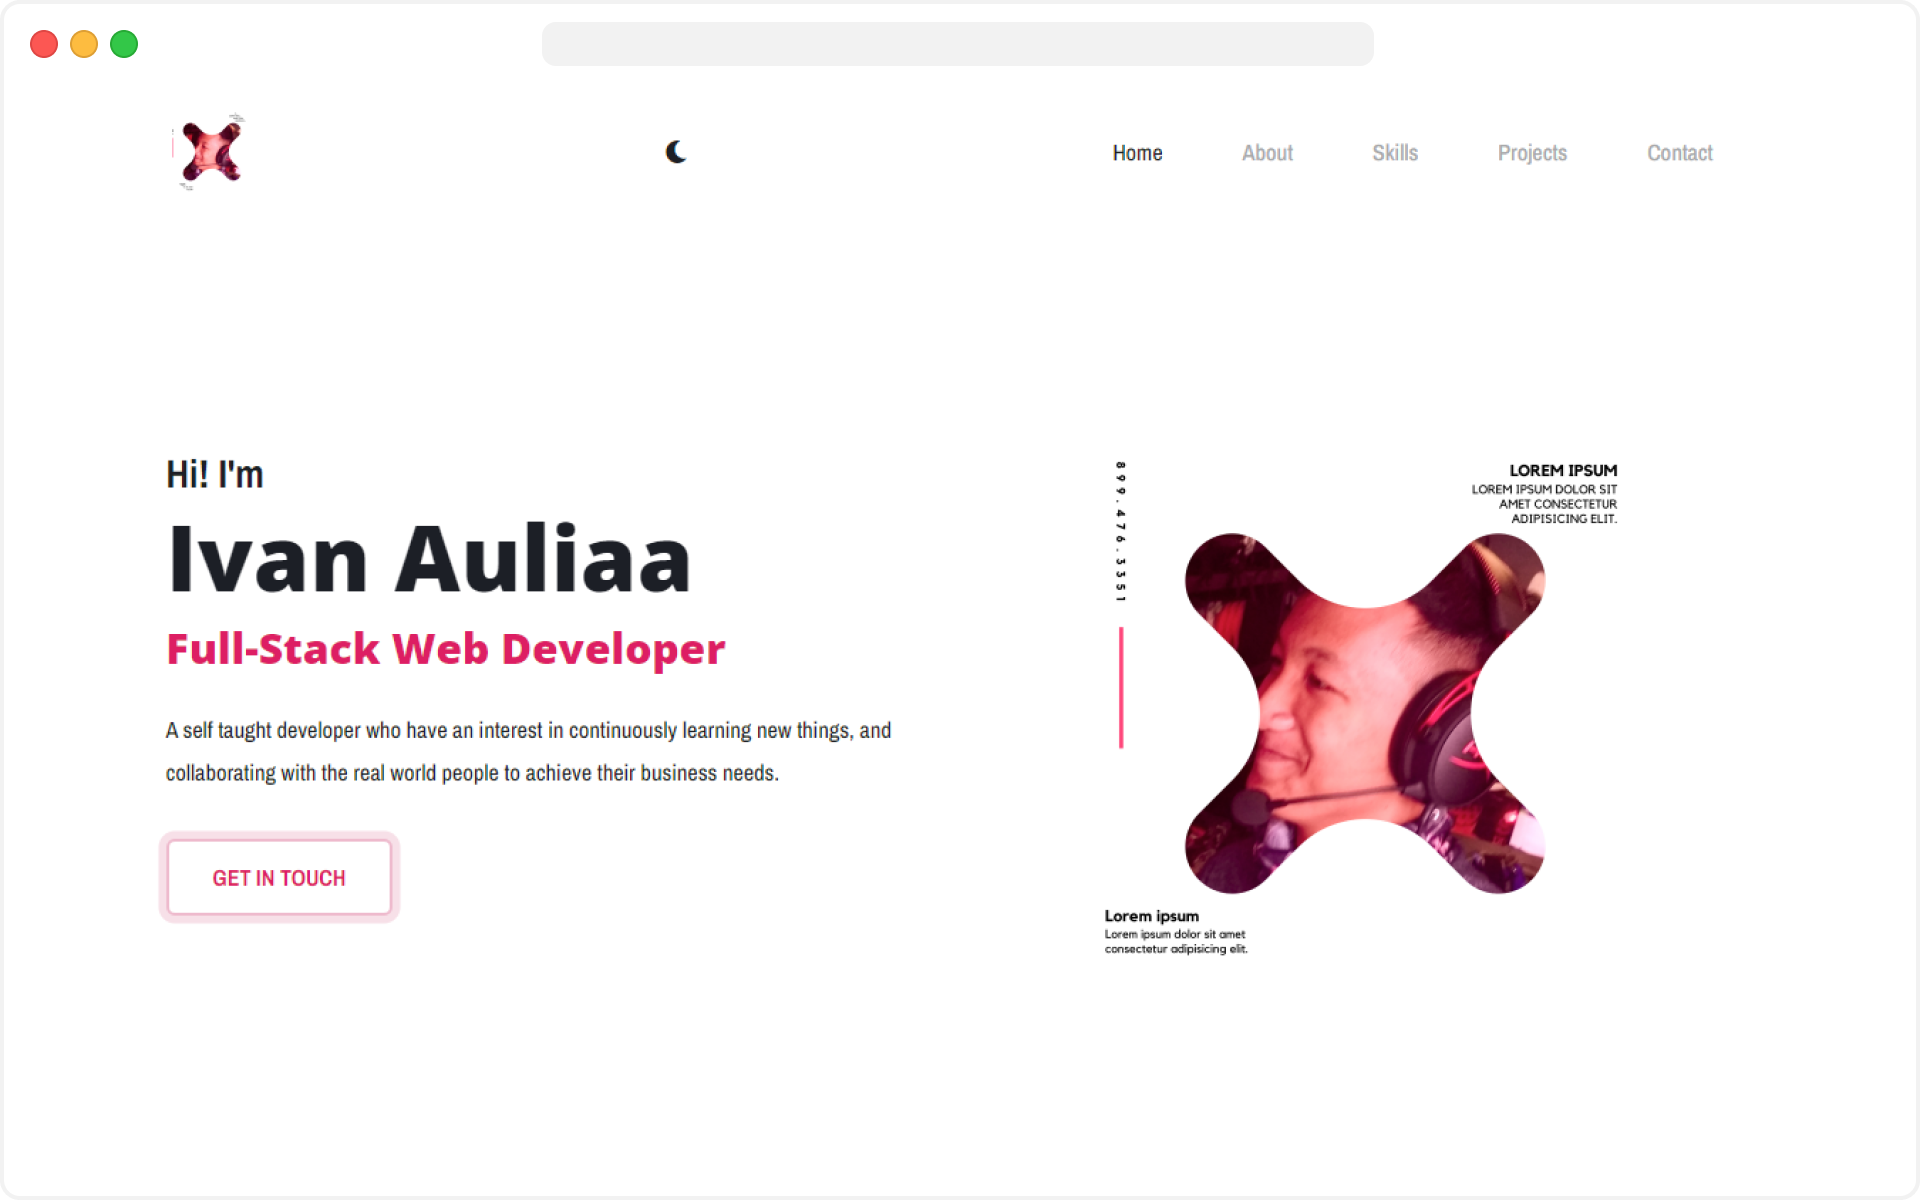 Home About Skills Projects Contact
Hi! I'm
Ivan Auliaa
Full-Stack Web Developer
A self taught developer who have an interest in continuously learning new things, and
collaborating with the real world people to achieve their business needs.
GET IN TOUCH
899.476.3351
LOREM IPSUM
LOREM IPSUM DOLOR SIT
AMET CONSECTETUR
ADIPISICING ELIT.
Lorem ipsum
Lorem ipsum dolor sit amet
consectetur adipisicing elit.